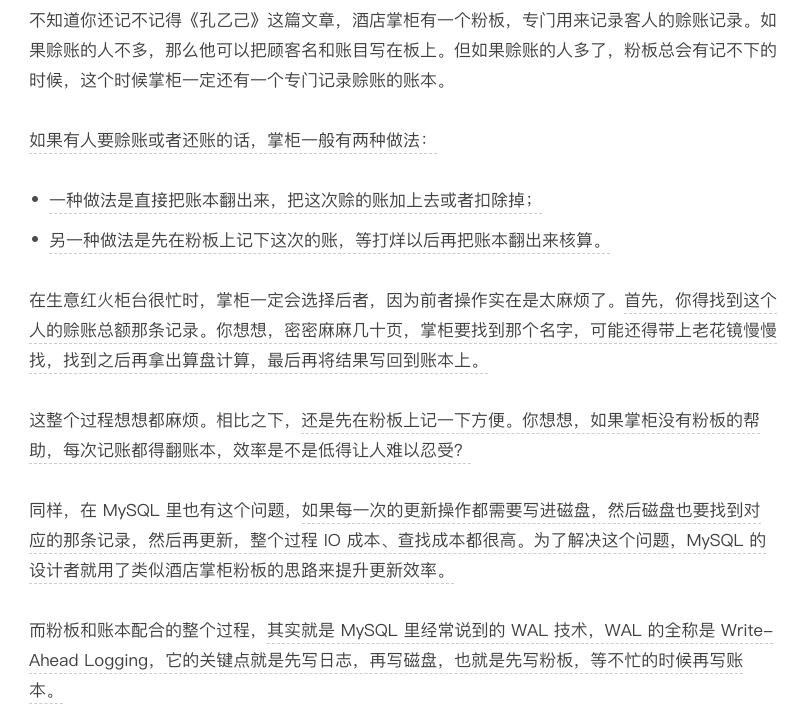 不知道你还记不记得《孔乙己》这篇文章，酒店掌柜有一个粉板，专门用来记录客人的赊账记录。如
果赊账的人不多，那么他可以把顾客名和账目写在板上。但如果赊账的人多了，粉板总会有记不下的
时候，这个时候掌柜一定还有一个专门记录赊账的账本。
如果有人要赊账或者还账的话，掌柜一般有两种做法：
• 一种做法是直接把账本翻出来，把这次赊的账加上去或者扣除掉；
• 另一种做法是先在粉板上记下这次的账，等打烊以后再把账本翻出来核算。
在生意红火柜台很忙时，掌柜一定会选择后者，因为前者操作实在是太麻烦了。首先，你得找到这个
人的赊账总额那条记录。你想想，密密麻麻几十页，掌柜要找到那个名字，可能还得带上老花镜慢慢
找，找到之后再拿出算盘计算，最后再将结果写回到账本上。
这整个过程想想都麻烦。相比之下，还是先在粉板上记一下方便。你想想，如果掌柜没有粉板的帮
助，每次记账都得翻账本，效率是不是低得让人难以忍受？
同样，在 MySQL 里也有这个问题，如果每一次的更新操作都需要写进磁盘，然后磁盘也要找到对
应的那条记录，然后再更新，整个过程 IO 成本、查找成本都很高。为了解决这个问题，MySQL 的
设计者就用了类似酒店掌柜粉板的思路来提升更新效率。
而粉板和账本配合的整个过程，其实就是 MySQL 里经常说到的 WAL 技术，WAL 的全称是 Write-
Ahead Logging，它的关键点就是先写日志，再写磁盘，也就是先写粉板，等不忙的时候再写账
本。